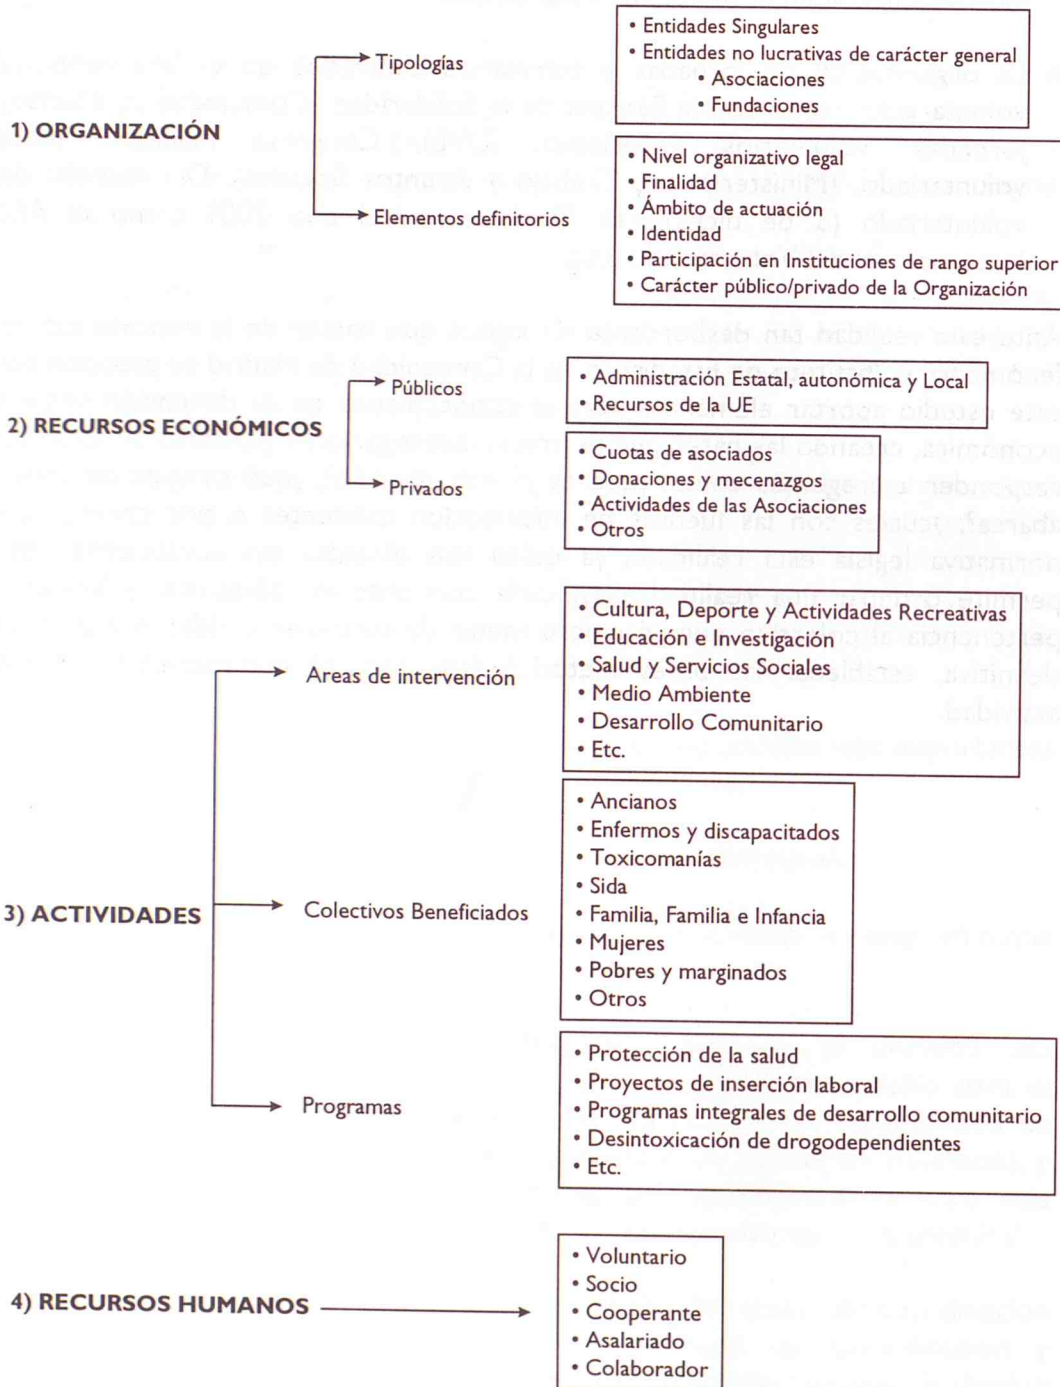 1) ORGANIZACIÓN
Tipologías
• Entidades Singulares
• Entidades no lucrativas de carácter general
• Asociaciones
• Fundaciones
Elementos definitorios
• Nivel organizativo legal
• Finalidad
• Ámbito de actuación
• Identidad
• Participación en Instituciones de rango superior
• Carácter público/privado de la Organización
2) RECURSOS ECONÓMICOS
Públicos
• Administración Estatal, autonómica y Local
• Recursos de la UE
Privados
• Cuotas de asociados
• Donaciones y mecenazgos
• Actividades de las Asociaciones
• Otros
3) ACTIVIDADES
Areas de intervención
• Cultura, Deporte y Actividades Recreativas
• Educación e Investigación
• Salud y Servicios Sociales
• Medio Ambiente
• Desarrollo Comunitario
• Etc.
Colectivos Beneficiados
• Ancianos
• Enfermos y discapacitados
• Toxicomanías
• Sida
• Familia, Familia e Infancia
• Mujeres
• Pobres y marginados
• Otros
Programas
• Protección de la salud
• Proyectos de inserción laboral
• Programas integrales de desarrollo comunitario
• Desintoxicación de drogodependientes
• Etc.
4) RECURSOS HUMANOS
• Voluntario
• Socio
• Cooperante
• Asalariado
• Colaborador